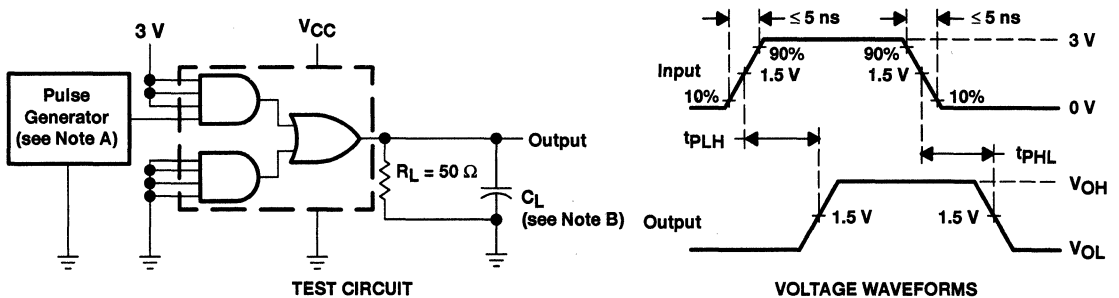 3 V
VCC
Pulse
Generator
(see Note A)
Output
RL = 50 Ω
CL
(see Note B)
TEST CIRCUIT
≤ 5 ns
≤ 5 ns
3 V
90%
90%
Input
1.5 V
1.5 V
10%
10%
0 V
tPLH
tPHL
VOH
1.5 V
1.5 V
Output
VOL
VOLTAGE WAVEFORMS